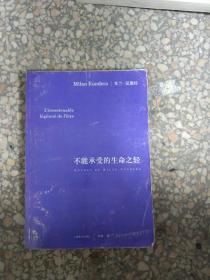 Milan Kundera | 米兰·昆德拉
L'insoutenable
légèreté de l'être
不能承受的生命之轻